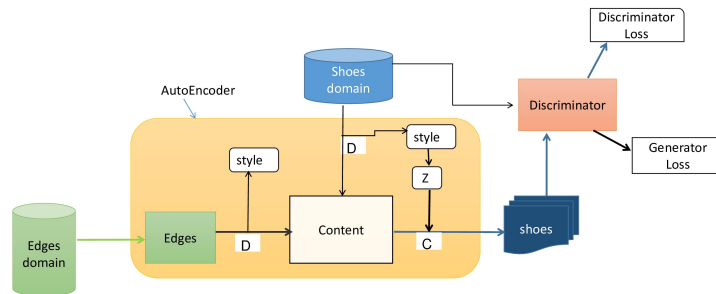 Discriminator
Loss
Shoes
domain
AutoEncoder
Discriminator
style
D
style
Generator
Loss
Z
Edges
domain
Edges
D
Content
C
shoes